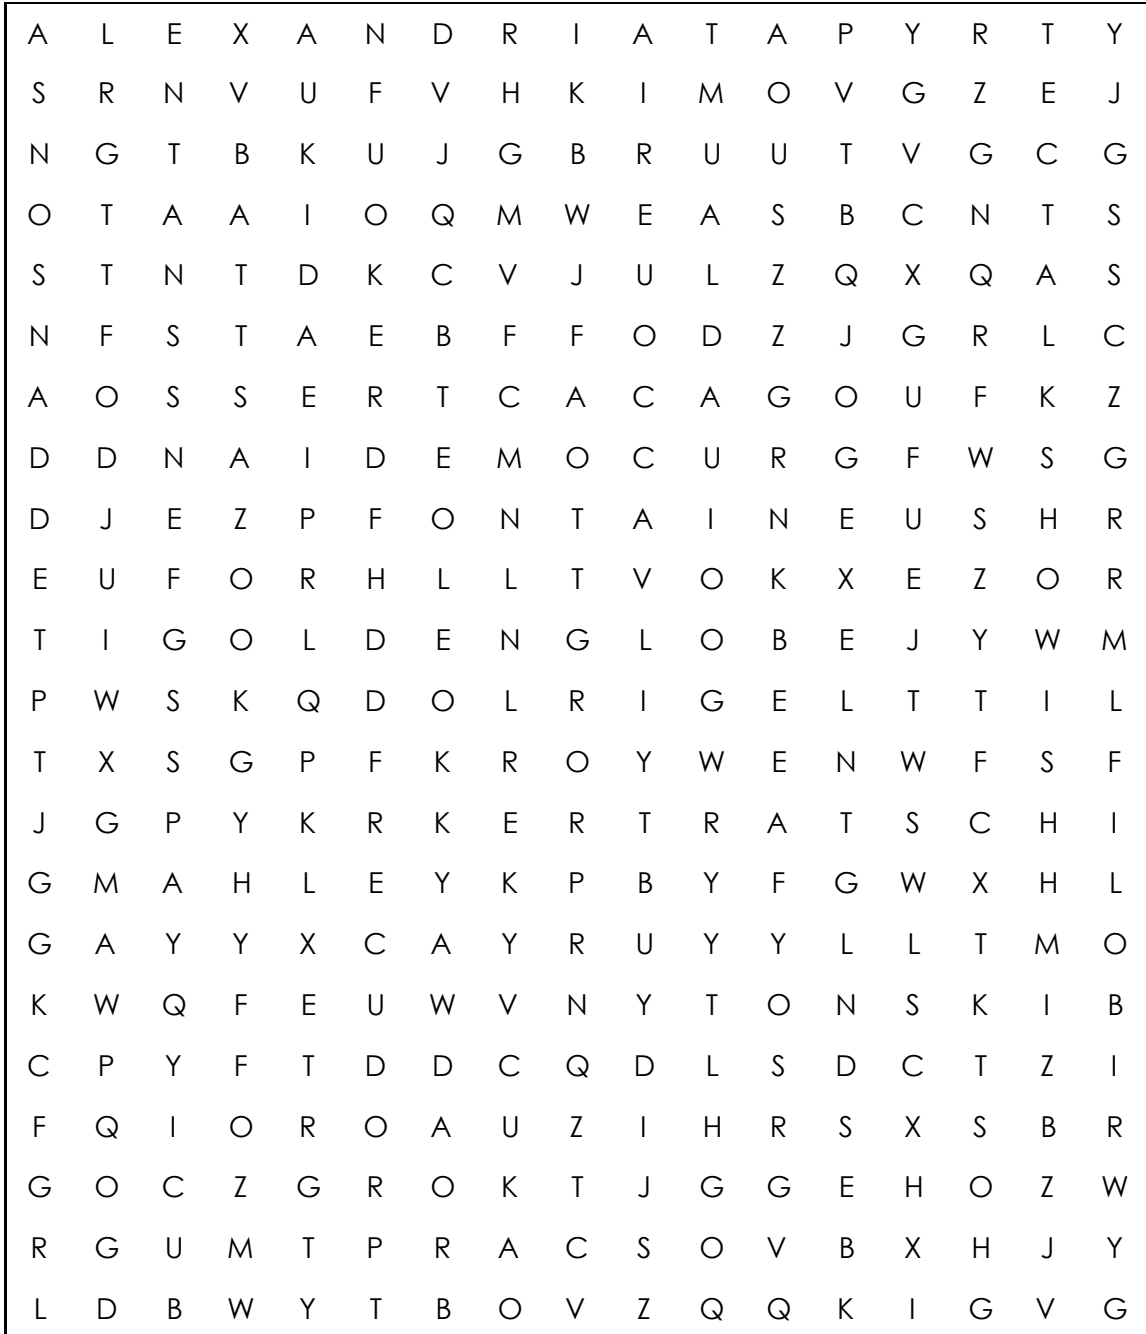 A L E X A N D R I A T A P Y R T Y
S R N V U F V H K I M O V G Z E J
N G T B K U J G B R U U T V G C G
O T A A I O Q M W E A S B C N T S
S T N T D K C V J U L Z Q X Q A S
N F S T A E B F F O D Z J G R L C
A O S S E R T C A C A G O U F K Z
D D N A I D E M O C U R G F W S G
D J E Z P F O N T A I N E U S H R
E U F O R H L L T V O K X E Z O R
T I G O L D E N G L O B E J Y W M
P W S K Q D O L R I G E L T T I L
T X S G P F K R O Y W E N W F S F
J G P Y K R K E R T R A T S C H I
G M A H L E Y K P B Y F G W X H L
G A Y Y X C A Y R U Y Y L L T M O
K W Q F E U W V N Y T O N S K I B
C P Y F T D D C Q D L S D C T Z I
F Q I O R O A U Z I H R S X S B R
G O C Z G R O K T J G G E H O Z W
R G U M T P R A C S O V B X H J Y
L D B W Y T B O V Z Q Q K I G V G